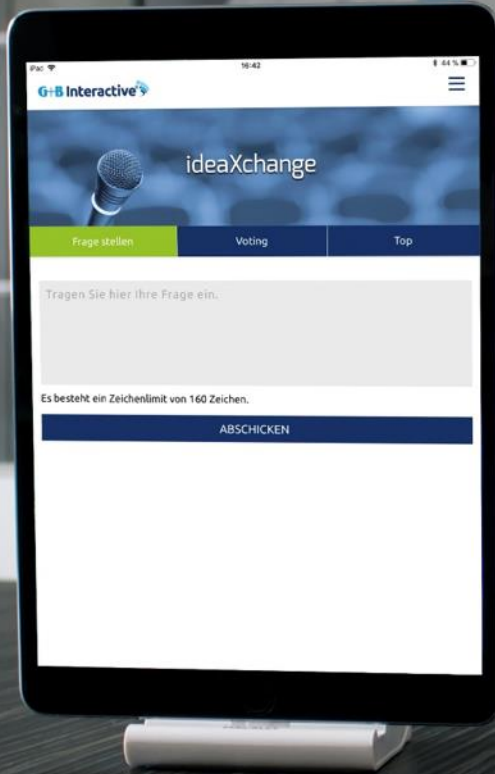 iPad 16:42 44 %
G+B Interactive
ideaXchange
Frage stellen Voting Top
Tragen Sie hier Ihre Frage ein.
Es besteht ein Zeichenlimit von 160 Zeichen.
ABSCHICKEN